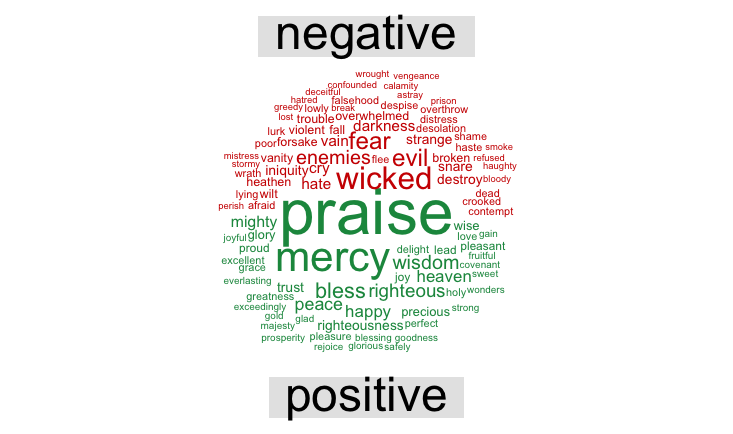 negative
wrought vengeance
confounded calamity
deceitful astray
hatred falsehood despise prison
greedy lowly break overthrow
lost trouble overwhelmed distress
lurk violent fall darkness desolation
poor forsake vain fear strange shame
haste smoke
mistress vanity enemies flee evil broken refused
stormy iniquity cry snare haughty
wrath heathen hate wicked destroy bloody
lying wilt dead
perish afraid crooked
contempt
praise
mighty wise
joyful glory love gain
proud mercy delight lead pleasant
excellent wisdom fruitful
grace joy heaven covenant
everlasting sweet
trust bless righteous holy wonders
greatness peace
exceedingly happy precious strong
gold glad
majesty righteousness perfect
prosperity pleasure blessing goodness
rejoice glorious safely
positive